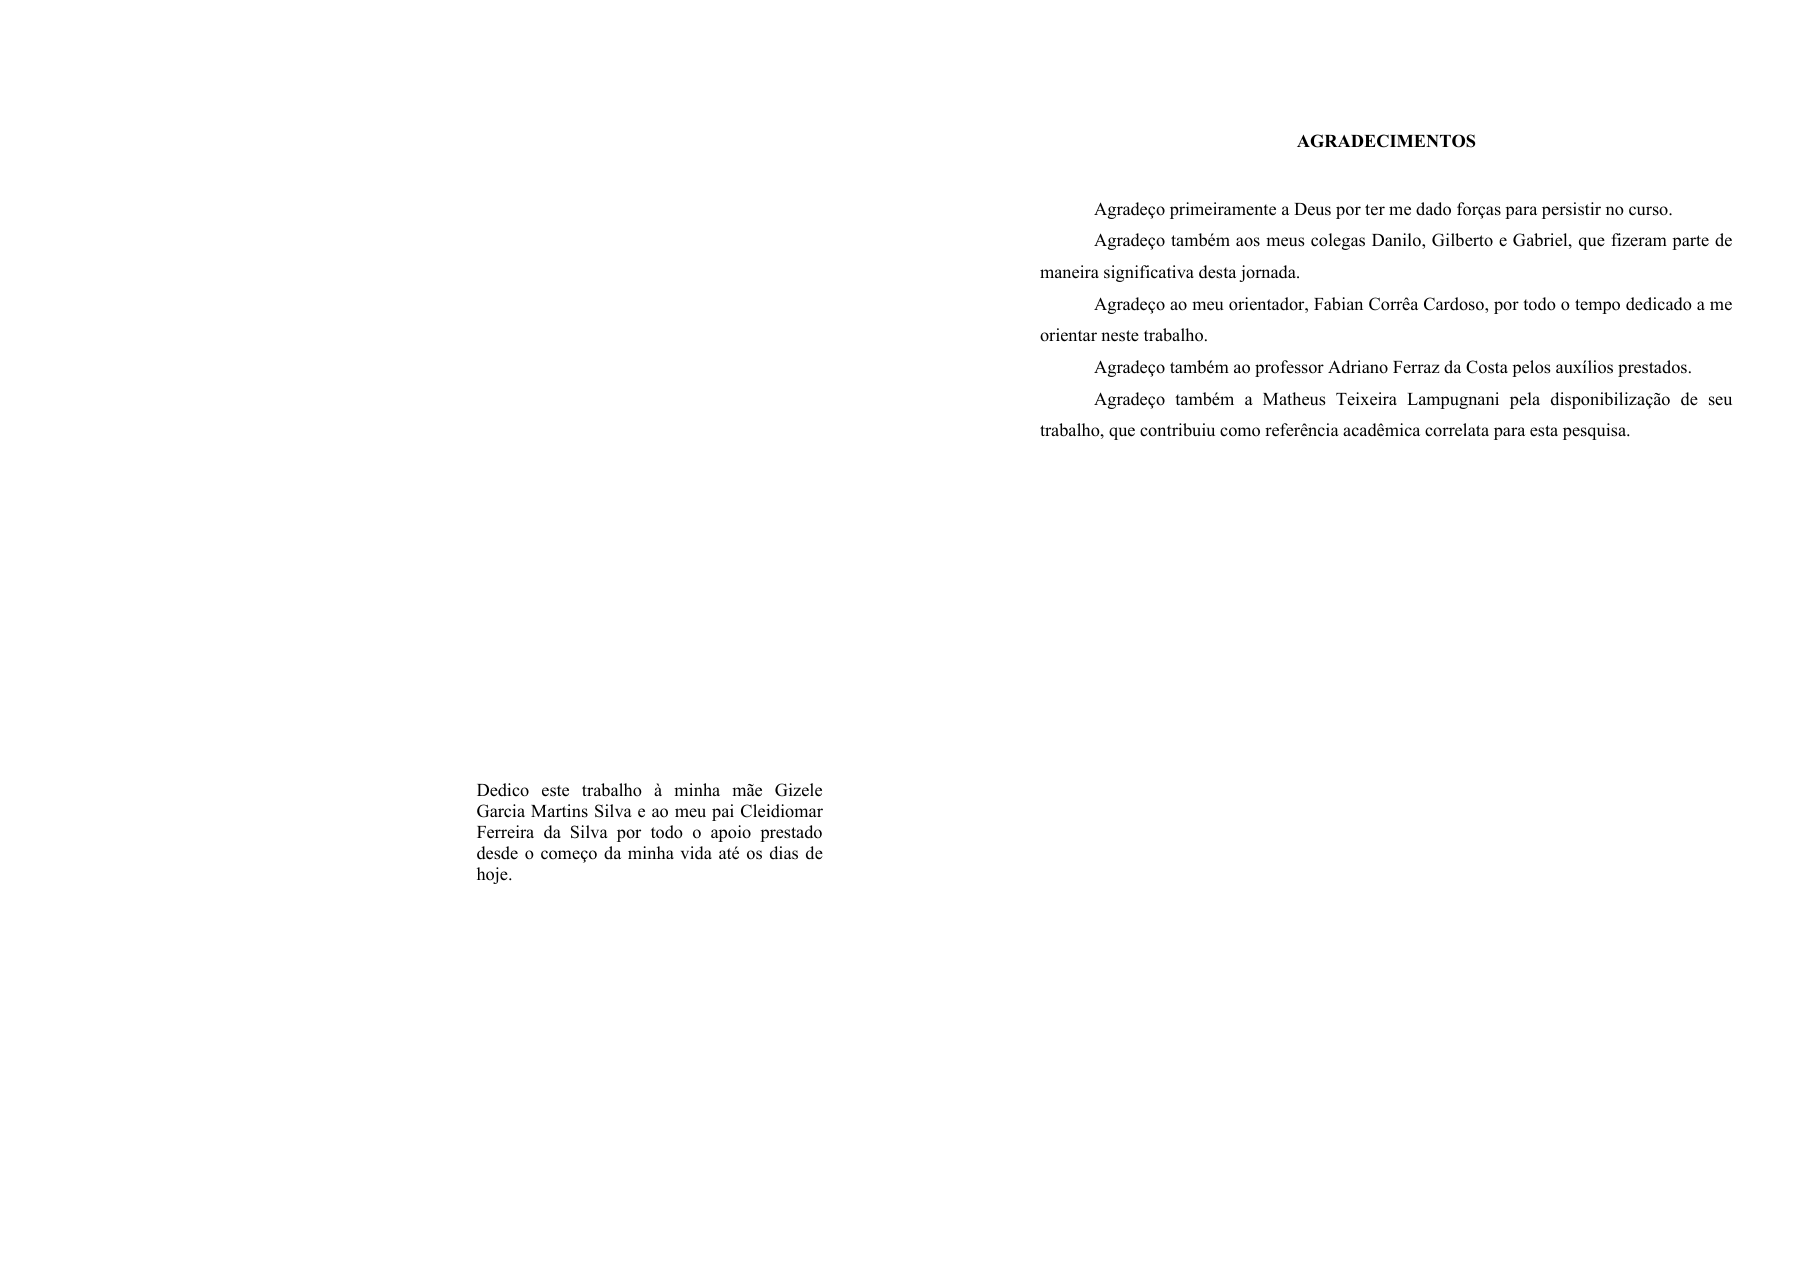 Dedico este trabalho à minha mãe Gizele
Garcia Martins Silva e ao meu pai Cleidiomar
Ferreira da Silva por todo o apoio prestado
desde o começo da minha vida até os dias de
hoje.
AGRADECIMENTOS
Agradeço primeiramente a Deus por ter me dado forças para persistir no curso.
Agradeço também aos meus colegas Danilo, Gilberto e Gabriel, que fizeram parte de
maneira significativa desta jornada.
Agradeço ao meu orientador, Fabian Corrêa Cardoso, por todo o tempo dedicado a me
orientar neste trabalho.
Agradeço também ao professor Adriano Ferraz da Costa pelos auxílios prestados.
Agradeço também a Matheus Teixeira Lampugnani pela disponibilização de seu
trabalho, que contribuiu como referência acadêmica correlata para esta pesquisa.